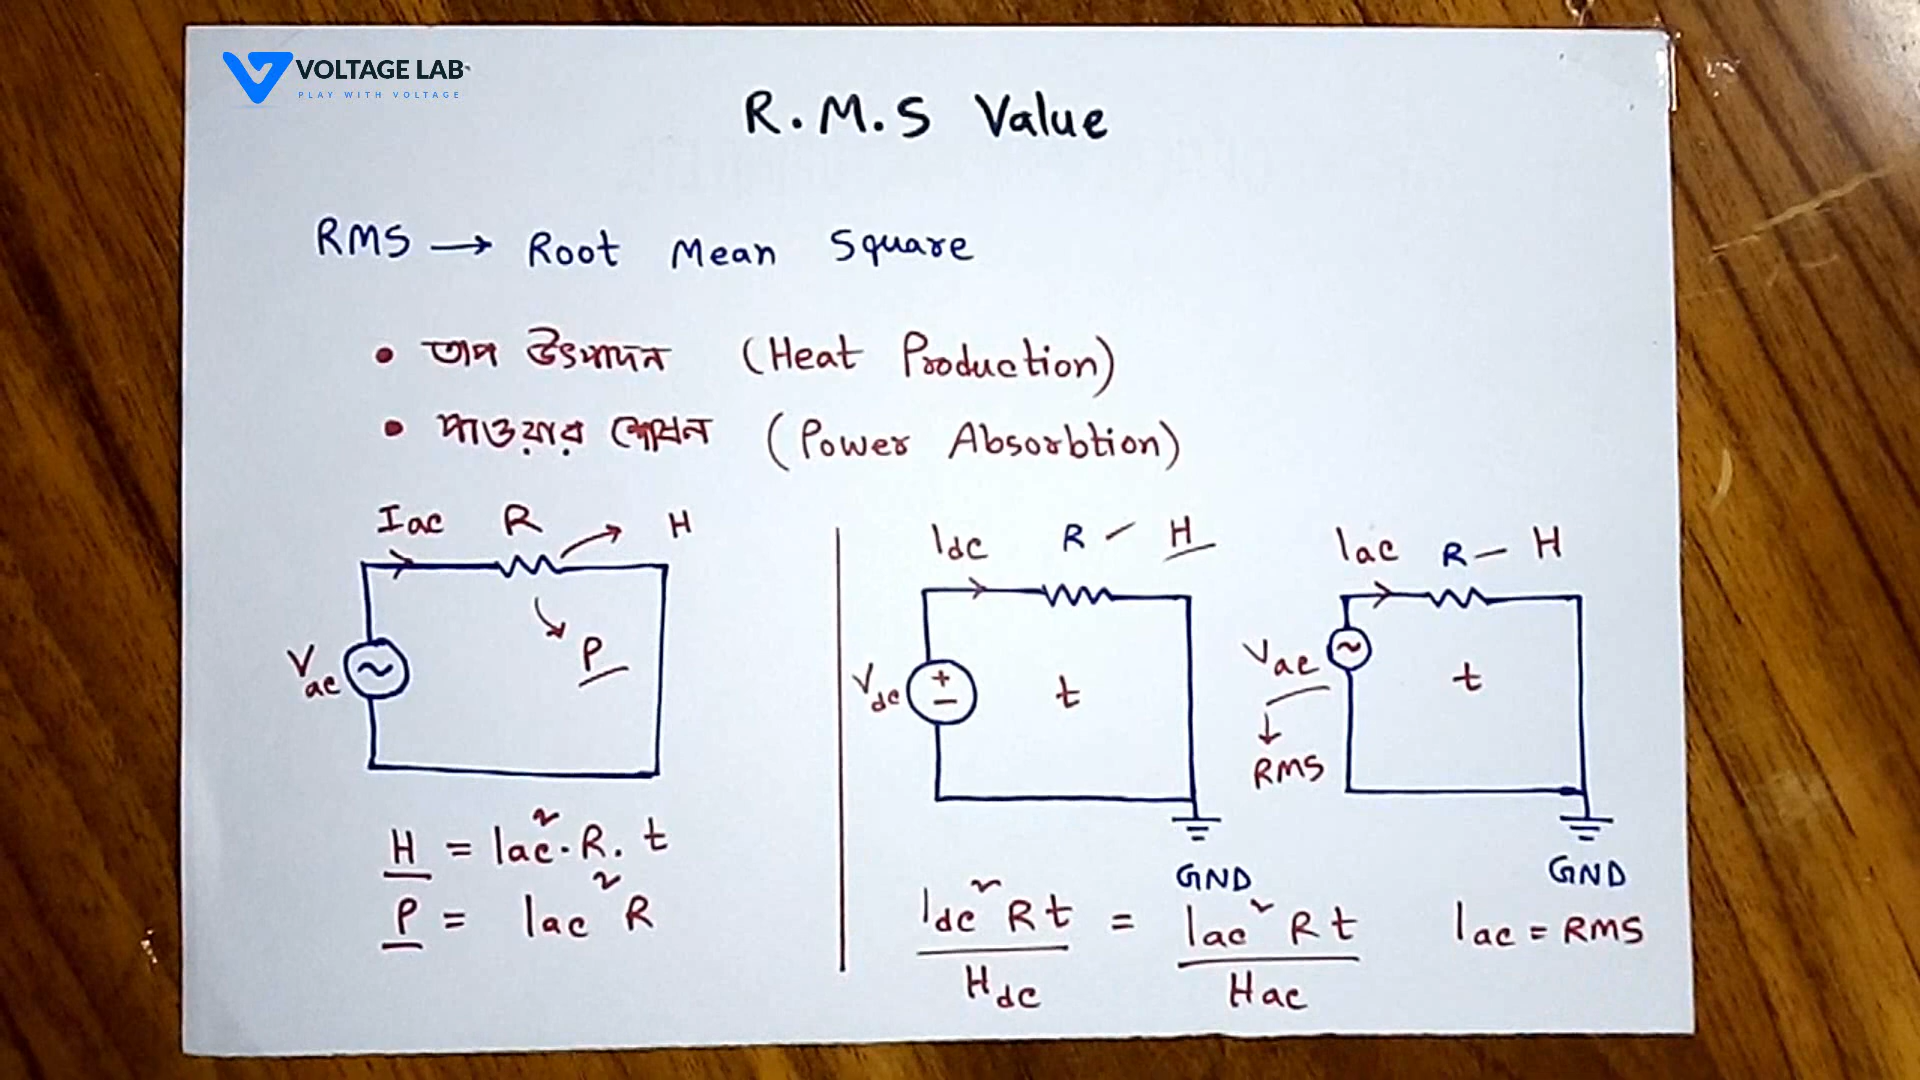 VOLTAGE LAB
PLAY WITH VOLTAGE
R.M.S Value
RMS → Root Mean Square
• তাপ উৎপাদন (Heat Production)
• পাওয়ার শোষন (Power Absorbtion)
Iac R H
Vac
P
H = Iac². R. t
P = Iac² R
Idc R – H
Vdc
t
GND
Iac R – H
Vac
RMS
t
GND
Idc² R t = Iac² R t
Hdc Hac
Iac = RMS